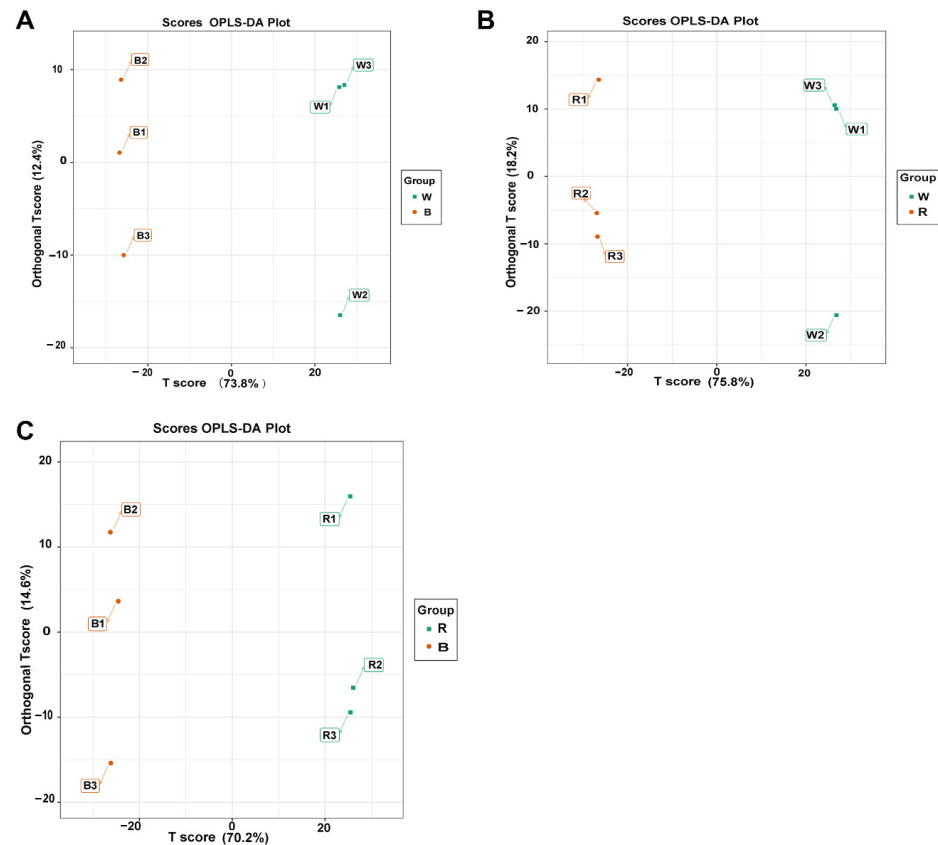 A
Scores OPLS-DA Plot
10
0
−10
−20
Orthogonal Tscore (12.4%)
B2
B1
B3
W3
W1
W2
−20
0
20
T score （73.8%）
Group
W
B
B
Scores OPLS-DA Plot
20
10
0
−10
−20
Orthogonal T score (18.2%)
R1
R2
R3
W3
W1
W2
−20
0
20
T score (75.8%)
Group
W
R
C
Scores OPLS-DA Plot
20
10
0
−10
−20
Orthogonal Tscore (14.6%)
B2
B1
B3
R1
R2
R3
−20
0
20
T score (70.2%)
Group
R
B